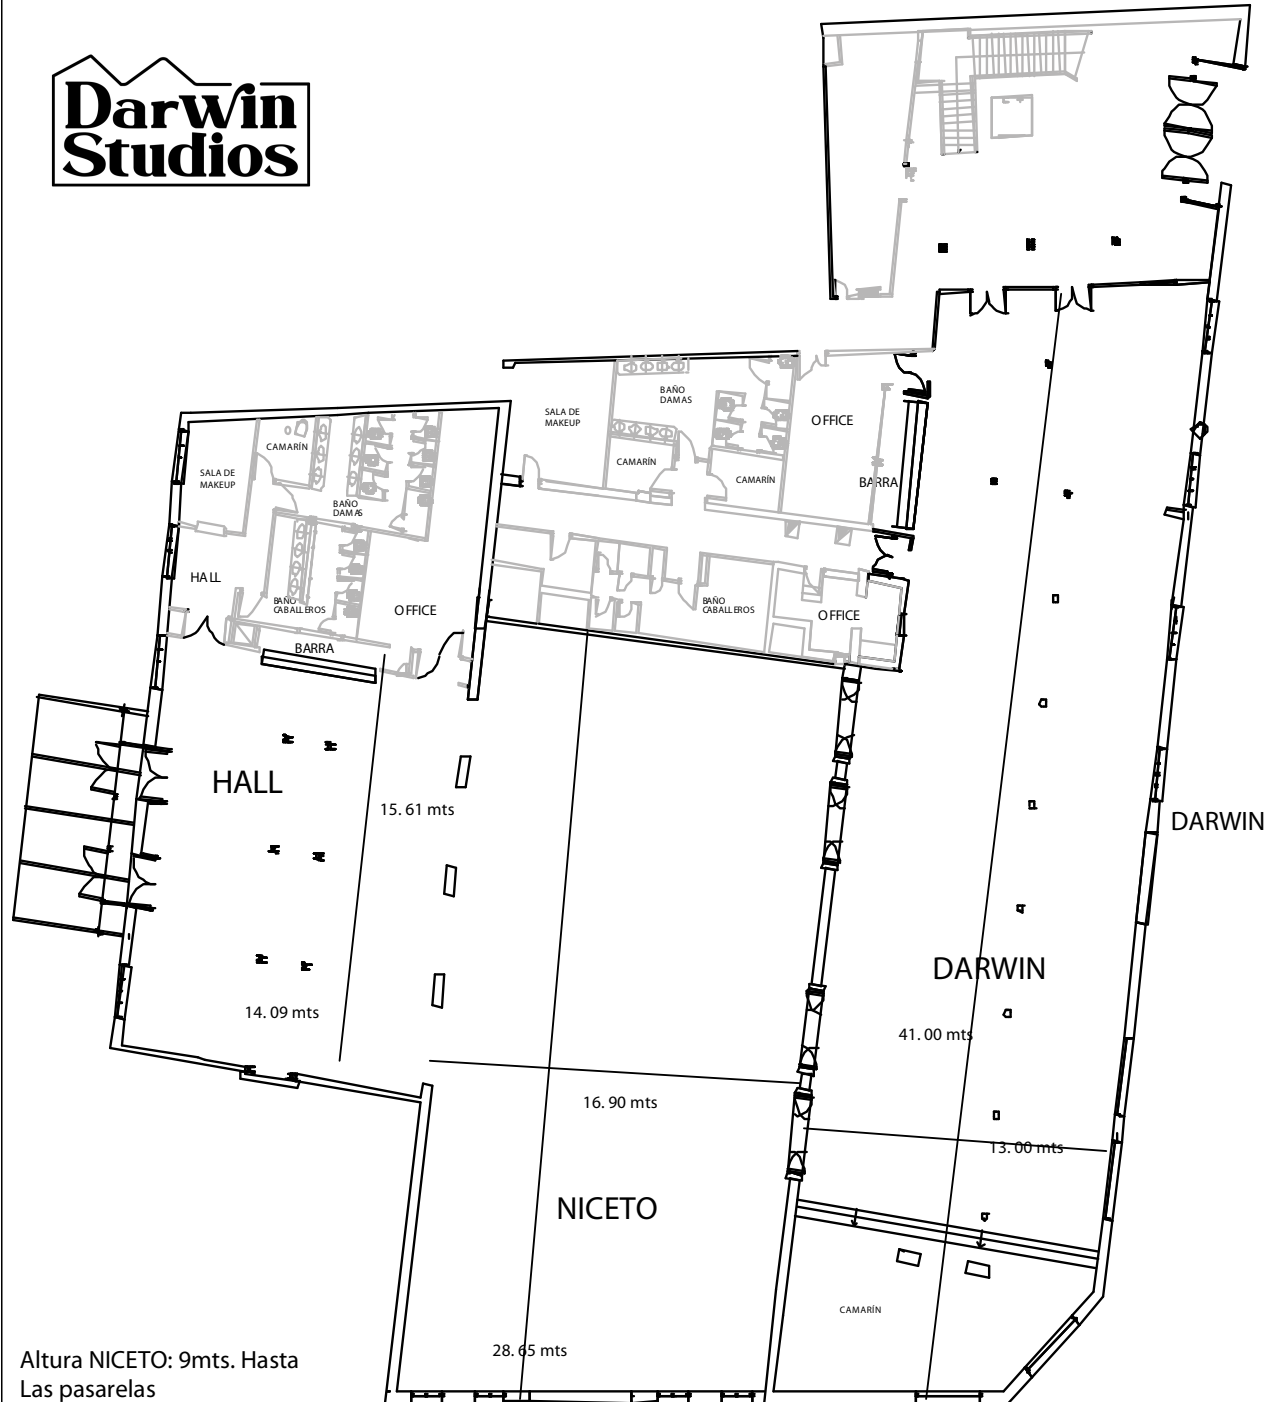 Darwin
Studios
SALA DE
MAKEUP
BAÑO
DAMAS
OFFICE
CAMARÍN
SALA DE
MAKEUP
CAMARÍN
CAMARÍN
BARRA
BAÑO
DAMAS
HALL
BAÑO
CABALLEROS
OFFICE
BAÑO
CABALLEROS
OFFICE
BARRA
HALL
15. 61 mts
DARWIN
DARWIN
14. 09 mts
41. 00 mts
16. 90 mts
13. 00 mts
NICETO
CAMARÍN
28. 65 mts
Altura NICETO: 9mts. Hasta
Las pasarelas